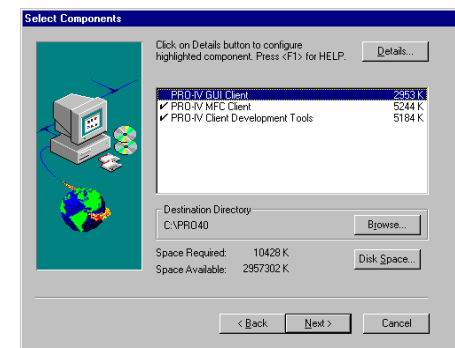 Select Components
Click on Details button to configure
highlighted component. Press <F1> for HELP.
Details...
PRO-IV GUI Client 2953 K
✔ PRO-IV MFC Client 5244 K
✔ PRO-IV Client Development Tools 5184 K
Destination Directory
C:\PRO40
Browse...
Space Required: 10428 K
Space Available: 2957302 K
Disk Space...
< Back
Next >
Cancel